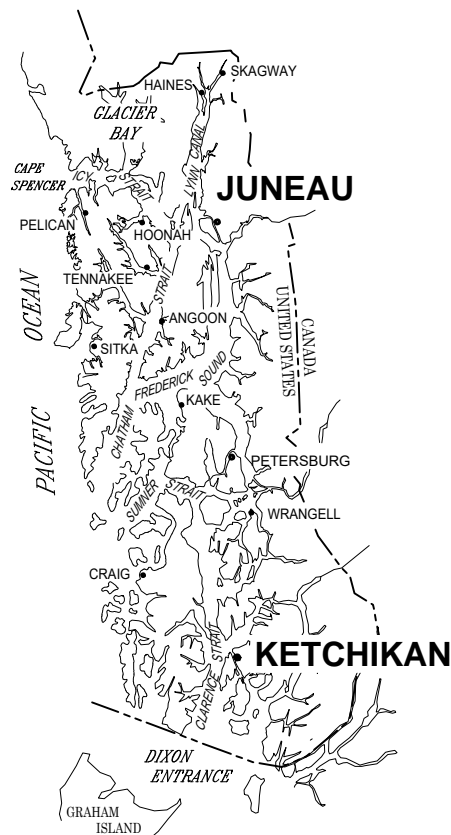 SKAGWAY
HAINES
GLACIER
BAY
LYNN CANAL
CAPE
SPENCER
ICY
STRAIT
JUNEAU
PELICAN
HOONAH
TENNAKEE
STRAIT
OCEAN
ANGOON
CANADA
UNITED STATES
SITKA
FREDERICK SOUND
CHATHAM
KAKE
PACIFIC
PETERSBURG
SUMNER STRAIT
WRANGELL
CRAIG
CLARENCE STRAIT
KETCHIKAN
DIXON
ENTRANCE
GRAHAM
ISLAND